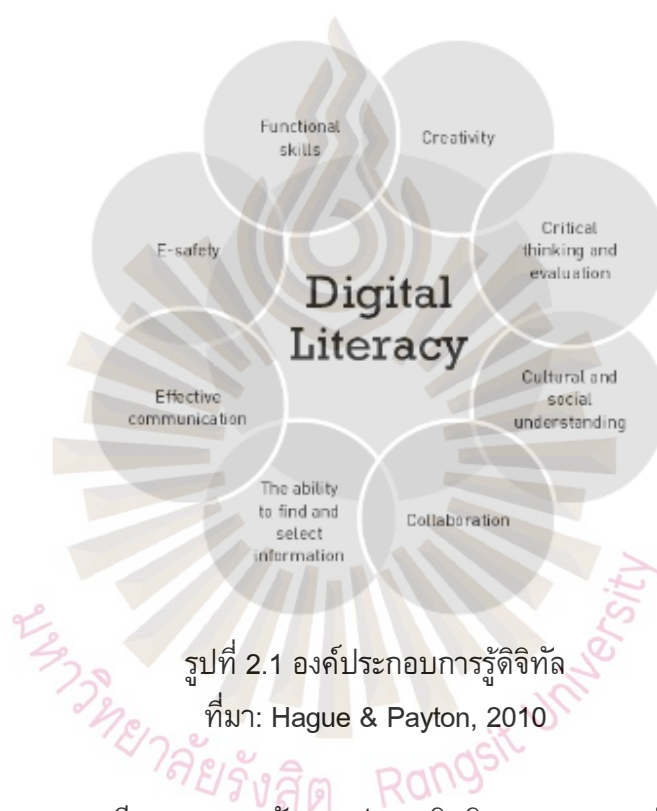 Functional
skills
Creativity
Critical
thinking and
evaluation
E-safety
Digital
Literacy
Cultural and
social
understanding
Effective
communication
The ability
to find and
select
information
Collaboration
รูปที่ 2.1 องค์ประกอบการรู้ดิจิทัล
ที่มา: Hague & Payton, 2010
มหาวิทยาลัยรังสิต Rangsit University